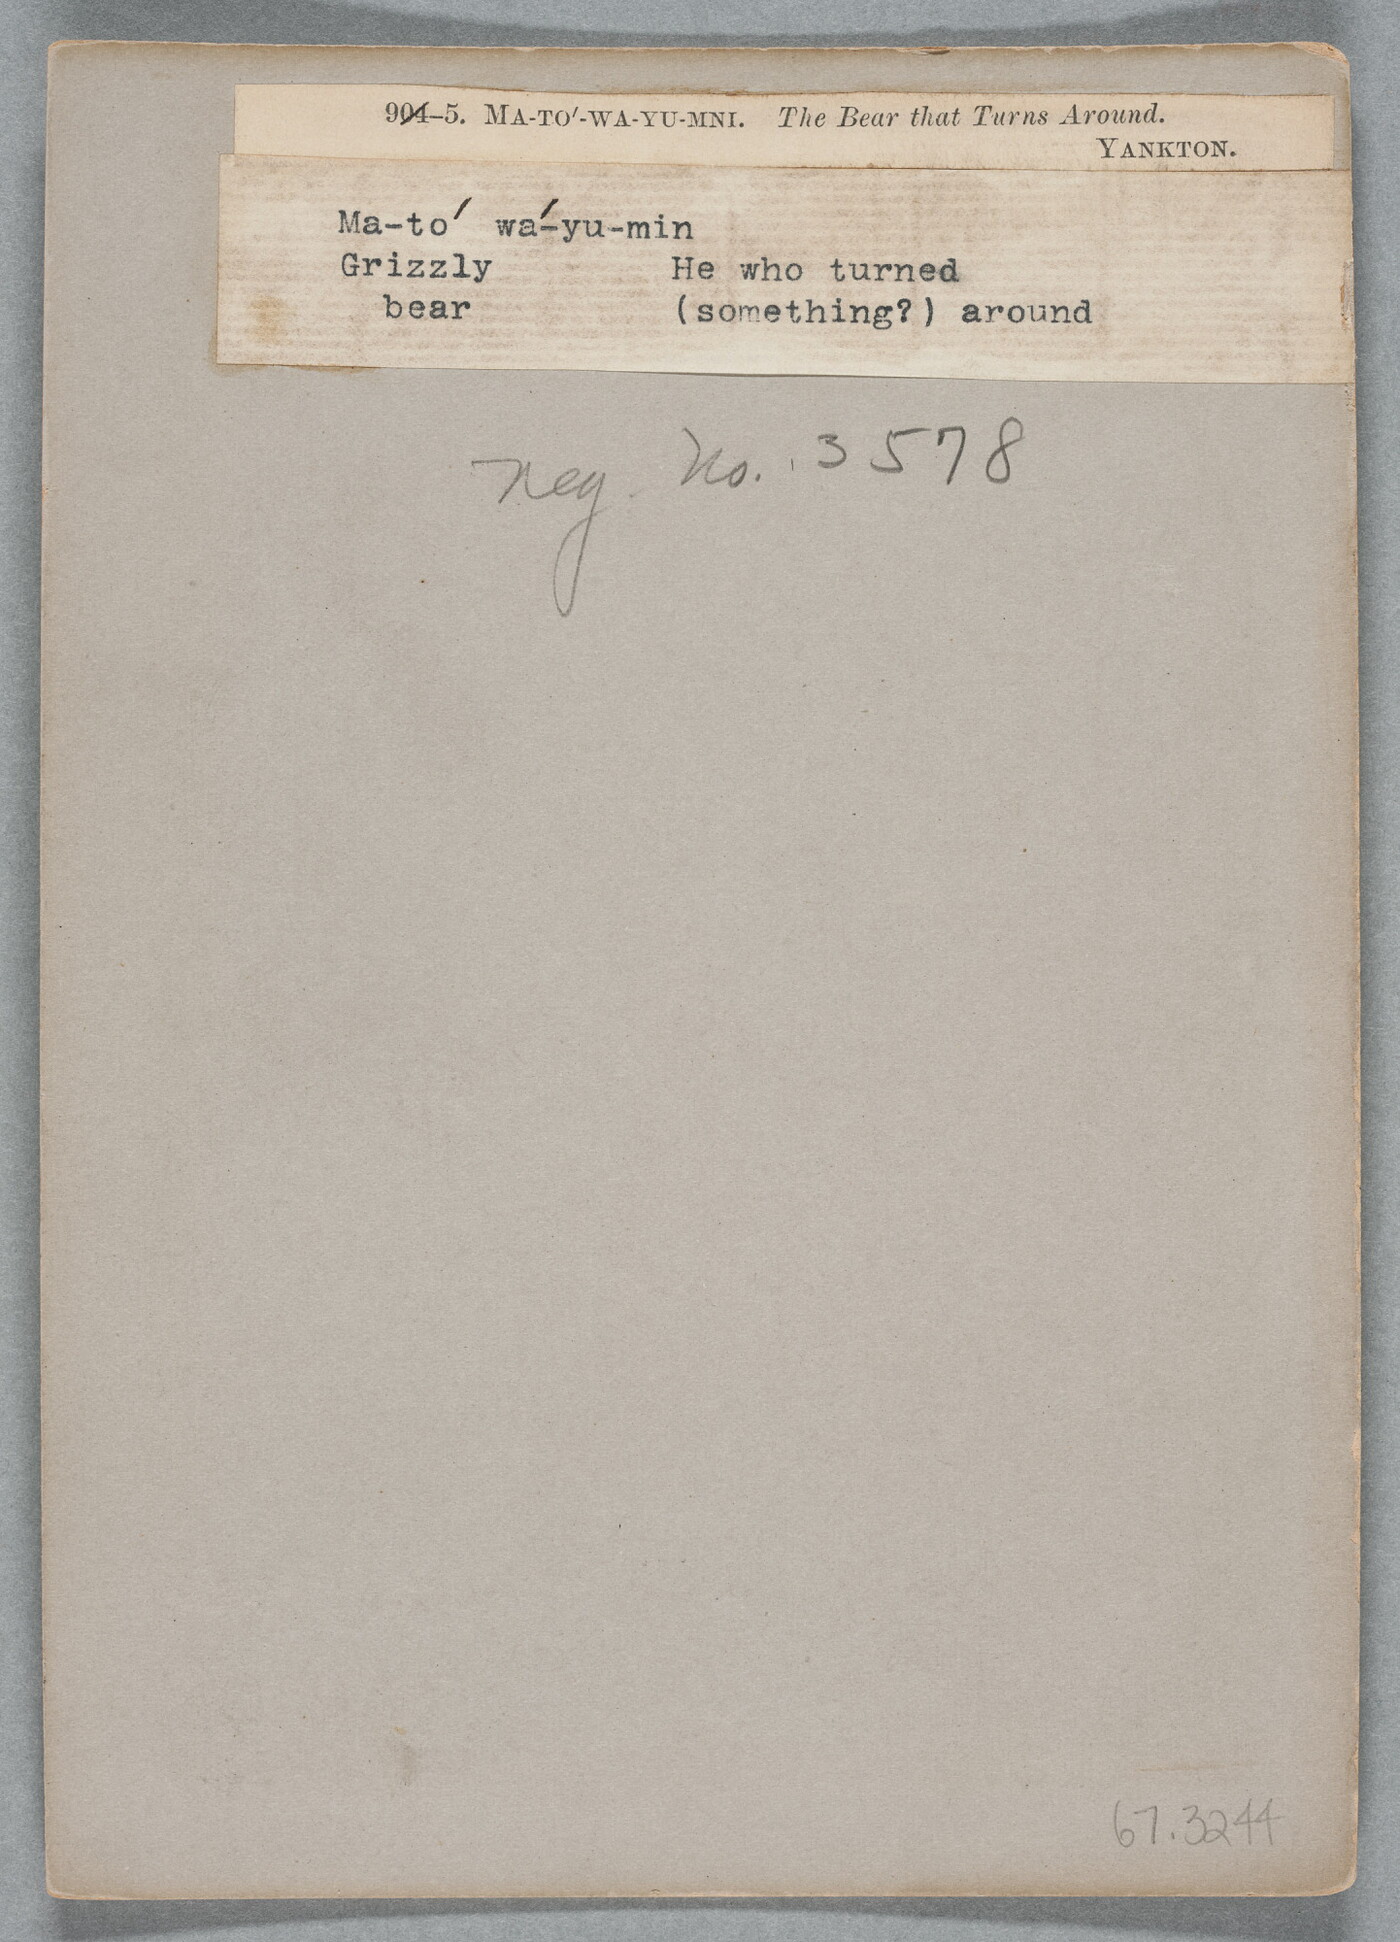 904-5. MA-TO′-WA-YU-MNI. The Bear that Turns Around.
YANKTON.
Ma-to′ wa′-yu-min
Grizzly He who turned
bear (something?) around
Neg. No. 3578
67.3244